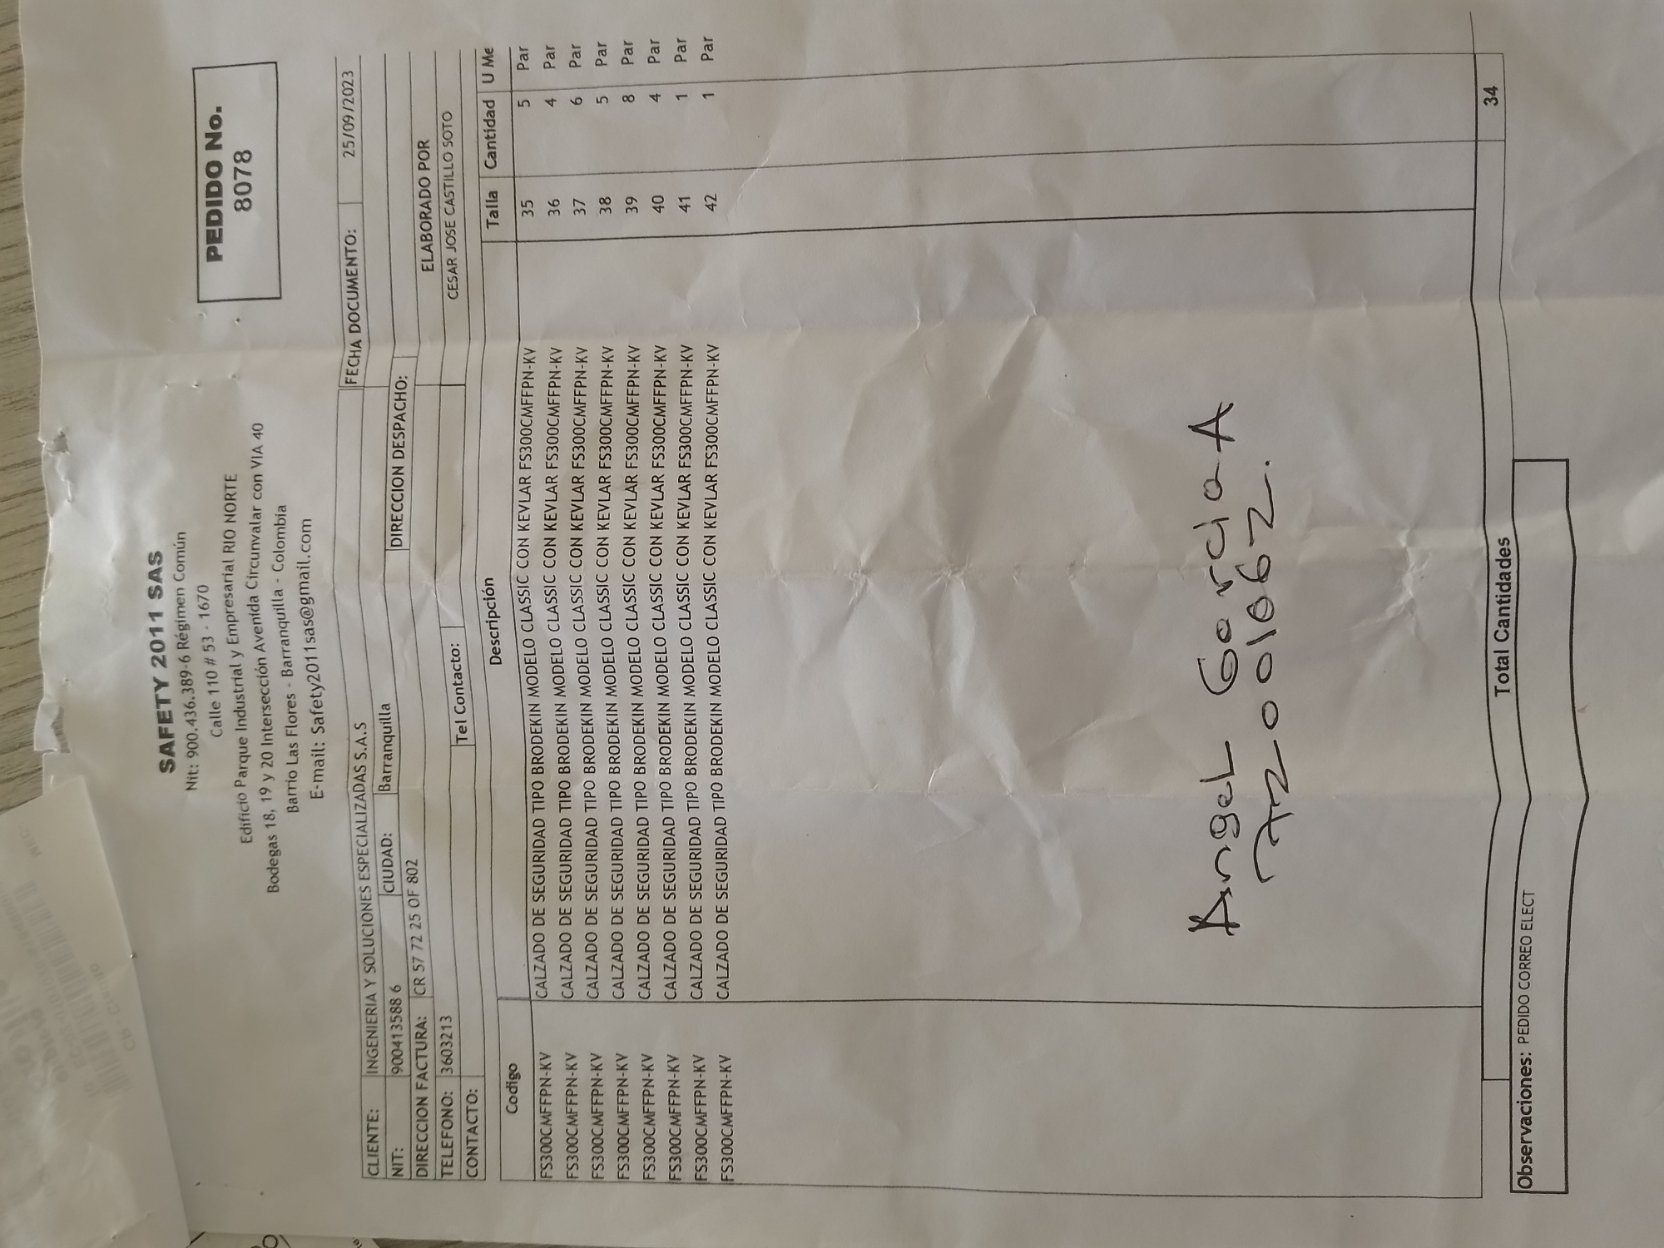 SAFETY 2011 SAS
Nit: 900.436.389-6 Régimen Común
Calle 110 # 53 - 1670
Edificio Parque Industrial y Empresarial RIO NORTE
Bodegas 18, 19 y 20 Intersección Avenida Circunvalar con VIA 40
Barrio Las Flores - Barranquilla - Colombia
E-mail: Safety2011sas@gmail.com
PEDIDO No.
8078
CLIENTE: INGENIERIA Y SOLUCIONES ESPECIALIZADAS S.A.S FECHA DOCUMENTO: 25/09/2023
NIT: 900413588 6 CIUDAD: Barranquilla DIRECCION DESPACHO:
DIRECCION FACTURA: CR 57 72 25 OF 802 ELABORADO POR
TELEFONO: 3603213 CESAR JOSE CASTILLO SOTO
CONTACTO: Tel Contacto:
Codigo Descripción Talla Cantidad U Me
FS300CMFFPN-KV CALZADO DE SEGURIDAD TIPO BRODEKIN MODELO CLASSIC CON KEVLAR FS300CMFFPN-KV 35 5 Par
FS300CMFFPN-KV CALZADO DE SEGURIDAD TIPO BRODEKIN MODELO CLASSIC CON KEVLAR FS300CMFFPN-KV 36 4 Par
FS300CMFFPN-KV CALZADO DE SEGURIDAD TIPO BRODEKIN MODELO CLASSIC CON KEVLAR FS300CMFFPN-KV 37 6 Par
FS300CMFFPN-KV CALZADO DE SEGURIDAD TIPO BRODEKIN MODELO CLASSIC CON KEVLAR FS300CMFFPN-KV 38 5 Par
FS300CMFFPN-KV CALZADO DE SEGURIDAD TIPO BRODEKIN MODELO CLASSIC CON KEVLAR FS300CMFFPN-KV 39 8 Par
FS300CMFFPN-KV CALZADO DE SEGURIDAD TIPO BRODEKIN MODELO CLASSIC CON KEVLAR FS300CMFFPN-KV 40 4 Par
FS300CMFFPN-KV CALZADO DE SEGURIDAD TIPO BRODEKIN MODELO CLASSIC CON KEVLAR FS300CMFFPN-KV 41 1 Par
FS300CMFFPN-KV CALZADO DE SEGURIDAD TIPO BRODEKIN MODELO CLASSIC CON KEVLAR FS300CMFFPN-KV 42 1 Par
Angel Garcia A
72001062.
Total Cantidades 34
Observaciones: PEDIDO CORREO ELECT